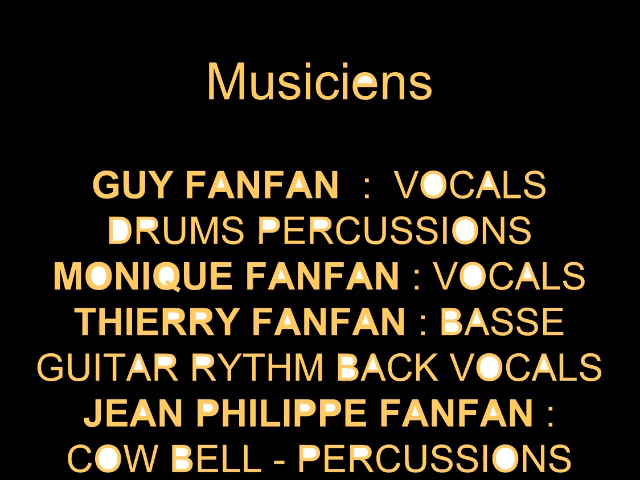 Musiciens
GUY FANFAN : VOCALS
DRUMS PERCUSSIONS
MONIQUE FANFAN : VOCALS
THIERRY FANFAN : BASSE
GUITAR RYTHM BACK VOCALS
JEAN PHILIPPE FANFAN :
COW BELL - PERCUSSIONS